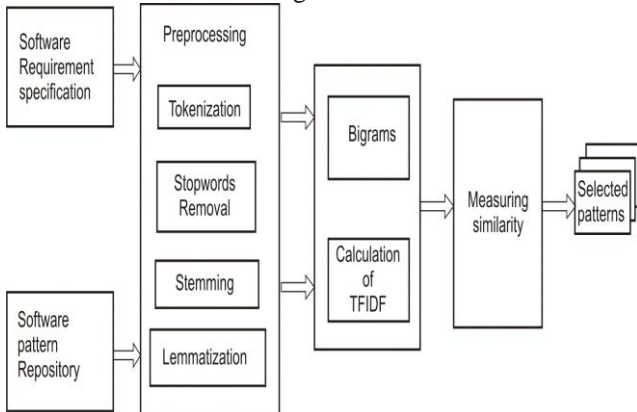 Software
Requirement
specification
Software
pattern
Repository
Preprocessing
Tokenization
Stopwords
Removal
Stemming
Lemmatization
Bigrams
Calculation
of
TFIDF
Measuring
similarity
Selected
patterns